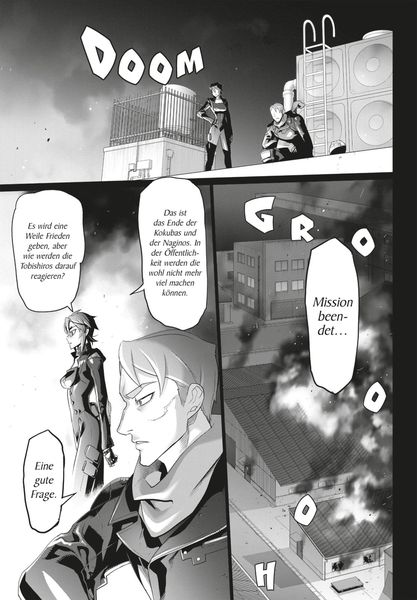 DOOM
GROOOH
Mission
been-
det...
Das ist
das Ende der
Kokubas und
der Naginos. In
der Öffentlich-
keit werden die
wohl nicht mehr
viel machen
können.
Es wird eine
Weile Frieden
geben, aber
wie werden die
Tobishiros darauf
reagieren?
Eine
gute
Frage.